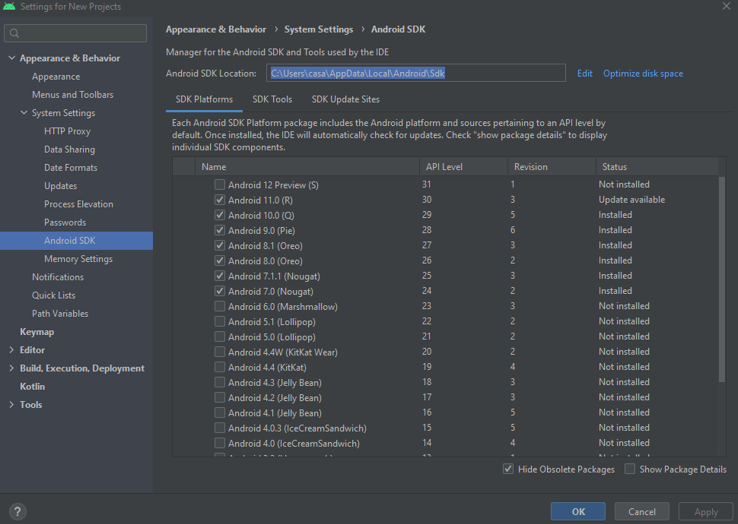 Settings for New Projects
Appearance & Behavior
Appearance
Menus and Toolbars
System Settings
HTTP Proxy
Data Sharing
Date Formats
Updates
Process Elevation
Passwords
Android SDK
Memory Settings
Notifications
Quick Lists
Path Variables
Keymap
Editor
Build, Execution, Deployment
Kotlin
Tools
Appearance & Behavior > System Settings > Android SDK
Manager for the Android SDK and Tools used by the IDE
Android SDK Location: C:\Users\casa\AppData\Local\Android\Sdk Edit Optimize disk space
SDK Platforms SDK Tools SDK Update Sites
Each Android SDK Platform package includes the Android platform and sources pertaining to an API level by
default. Once installed, the IDE will automatically check for updates. Check "show package details" to display
individual SDK components.
Name API Level Revision Status
Android 12 Preview (S) 31 1 Not installed
Android 11.0 (R) 30 3 Update available
Android 10.0 (Q) 29 5 Installed
Android 9.0 (Pie) 28 6 Installed
Android 8.1 (Oreo) 27 3 Installed
Android 8.0 (Oreo) 26 2 Installed
Android 7.1.1 (Nougat) 25 3 Installed
Android 7.0 (Nougat) 24 2 Installed
Android 6.0 (Marshmallow) 23 3 Not installed
Android 5.1 (Lollipop) 22 2 Not installed
Android 5.0 (Lollipop) 21 2 Not installed
Android 4.4W (KitKat Wear) 20 2 Not installed
Android 4.4 (KitKat) 19 4 Not installed
Android 4.3 (Jelly Bean) 18 3 Not installed
Android 4.2 (Jelly Bean) 17 3 Not installed
Android 4.1 (Jelly Bean) 16 5 Not installed
Android 4.0.3 (IceCreamSandwich) 15 5 Not installed
Android 4.0 (IceCreamSandwich) 14 4 Not installed
Hide Obsolete Packages Show Package Details
? OK Cancel Apply